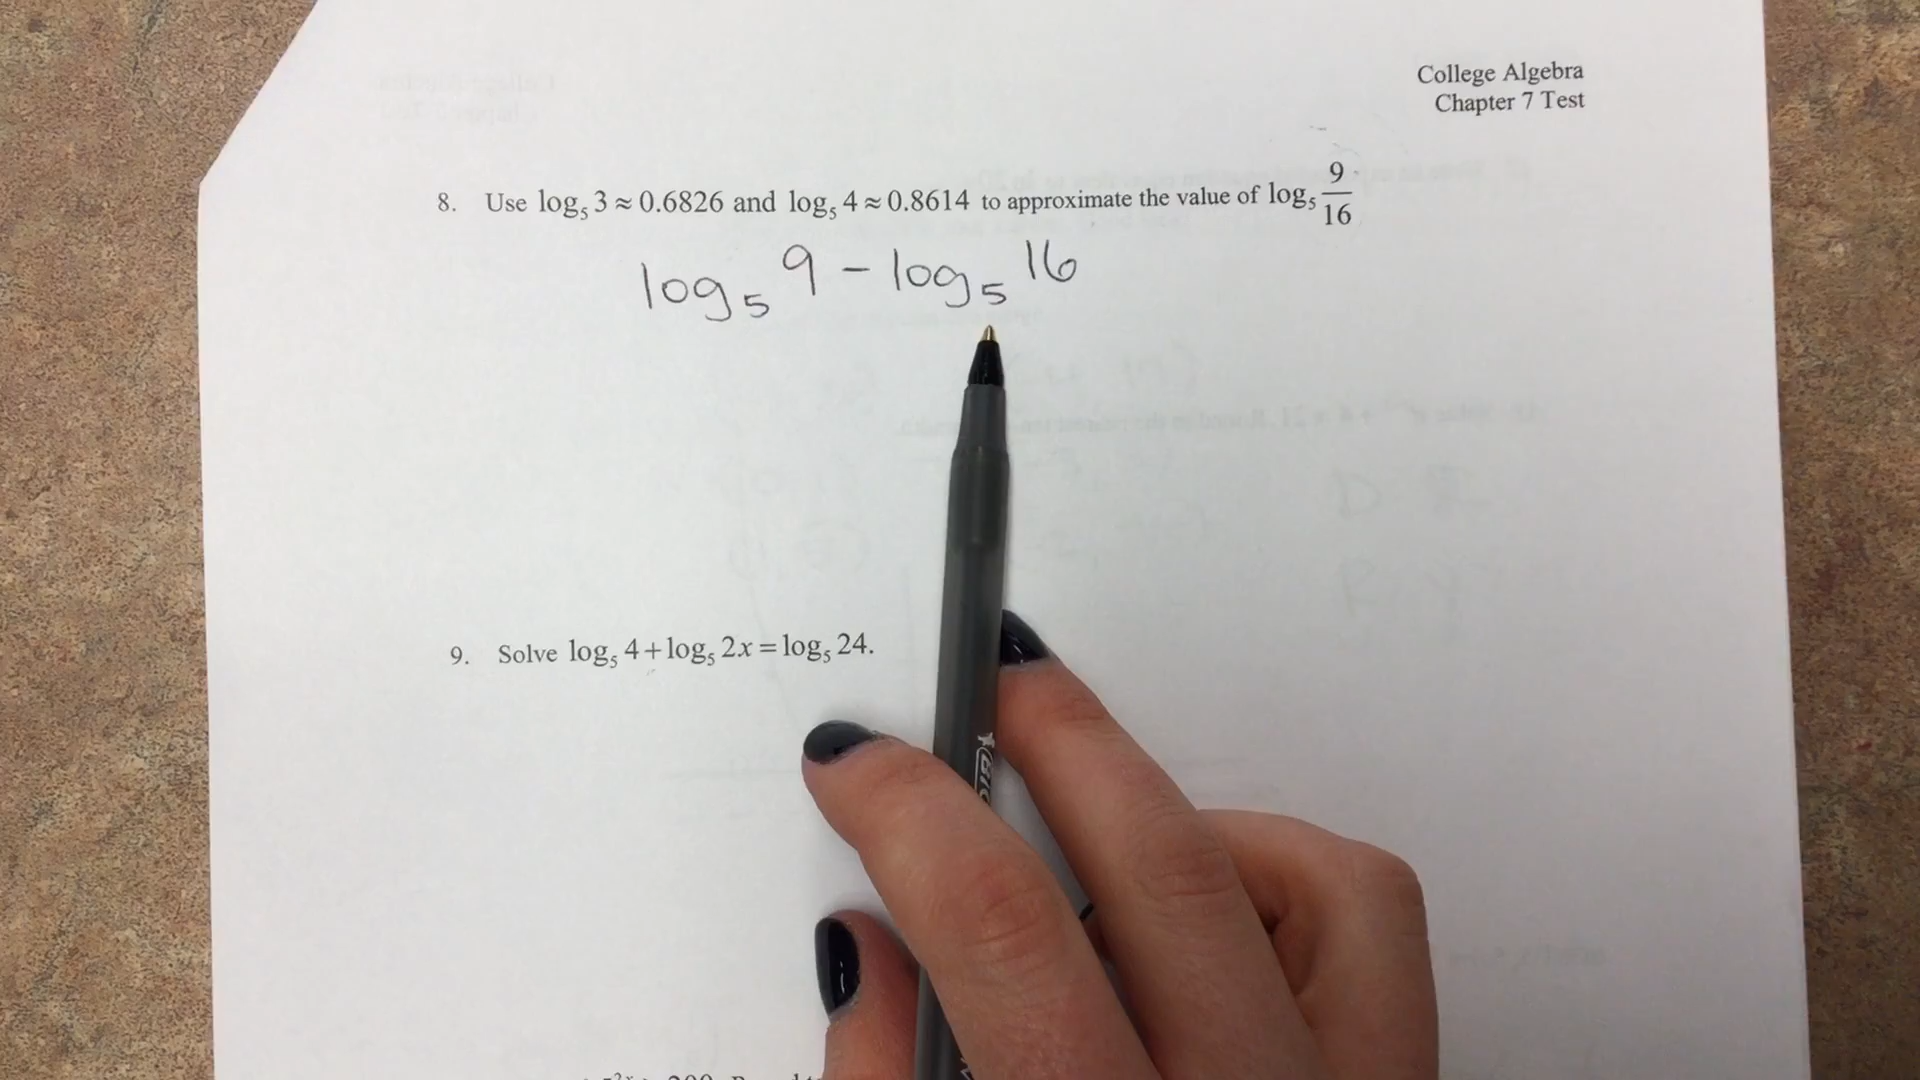 College Algebra
Chapter 7 Test
8. Use log₅ 3 ≈ 0.6826 and log₅ 4 ≈ 0.8614 to approximate the value of log₅ 9/16
log₅ 9 − log₅ 16
9. Solve log₅ 4 + log₅ 2x = log₅ 24.
BIC